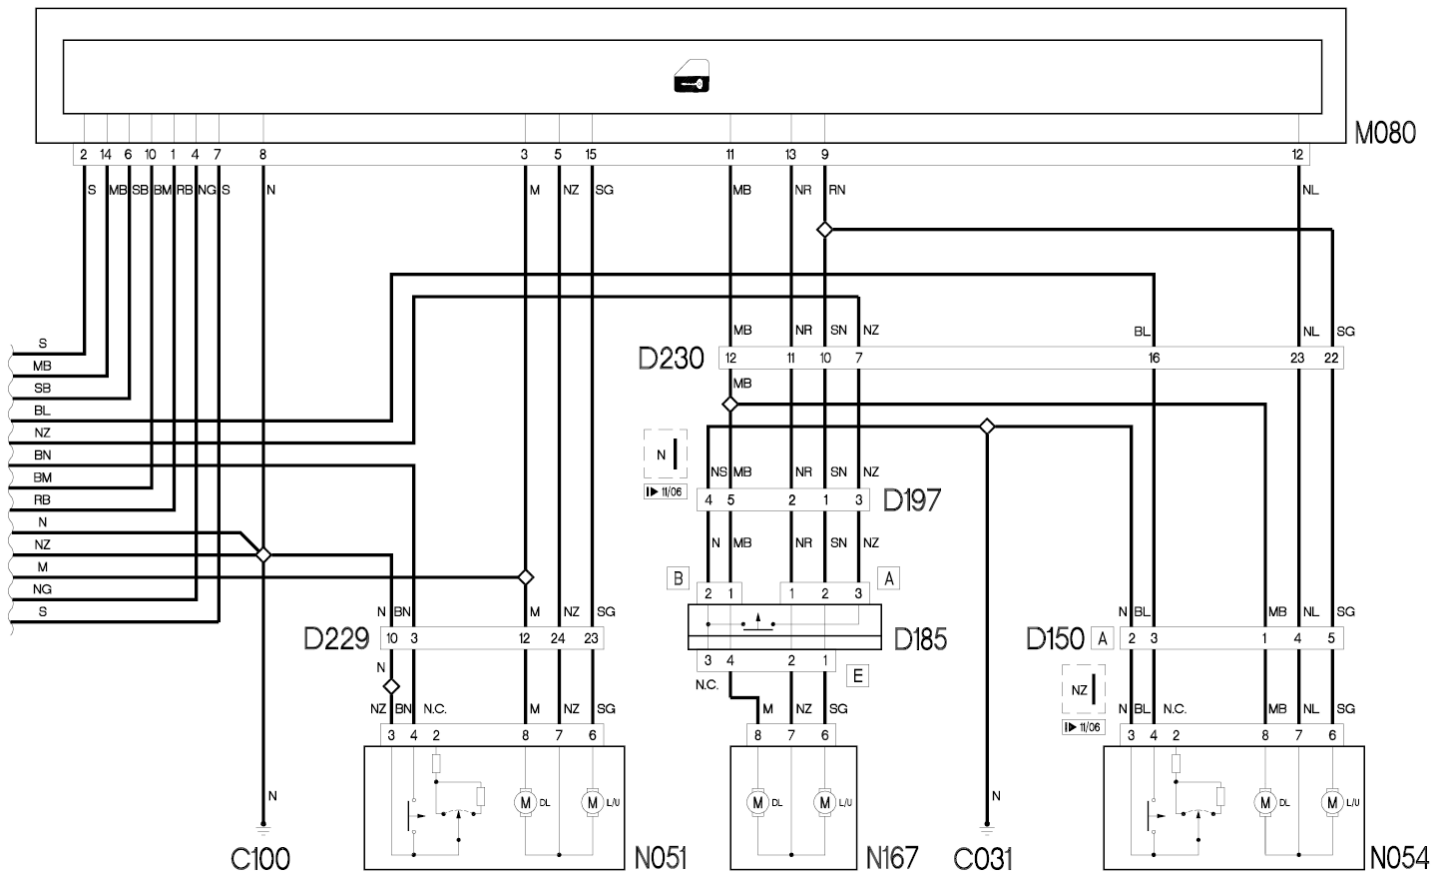 M080
2 14 6 10 1 4 7 8 3 5 15 11 13 9 12
S MB SB BM RB NG S N M NZ SG MB NR RN NL
MB NR SN NZ BL NL SG
D230 12 11 10 7 16 23 22
S
MB
SB
BL
NZ
BN
BM
RB
N
NZ
M
NG
S
MB
N
11/06
NS MB NR SN NZ
4 5 2 1 3 D197
N MB NR SN NZ
B 2 1 1 2 3 A
N BN M NZ SG
D229 10 3 12 24 23
D185
3 4 2 1
N.C. E
N BL MB NL SG
D150 A 2 3 1 4 5
N
NZ
11/06
NZ BN N.C. M NZ SG
3 4 2 8 7 6
M NZ SG
8 7 6
N BL N.C. MB NL SG
3 4 2 8 7 6
N
M DL M L/U
M DL M L/U
N
M DL M L/U
C100
N051
N167
C031
N054